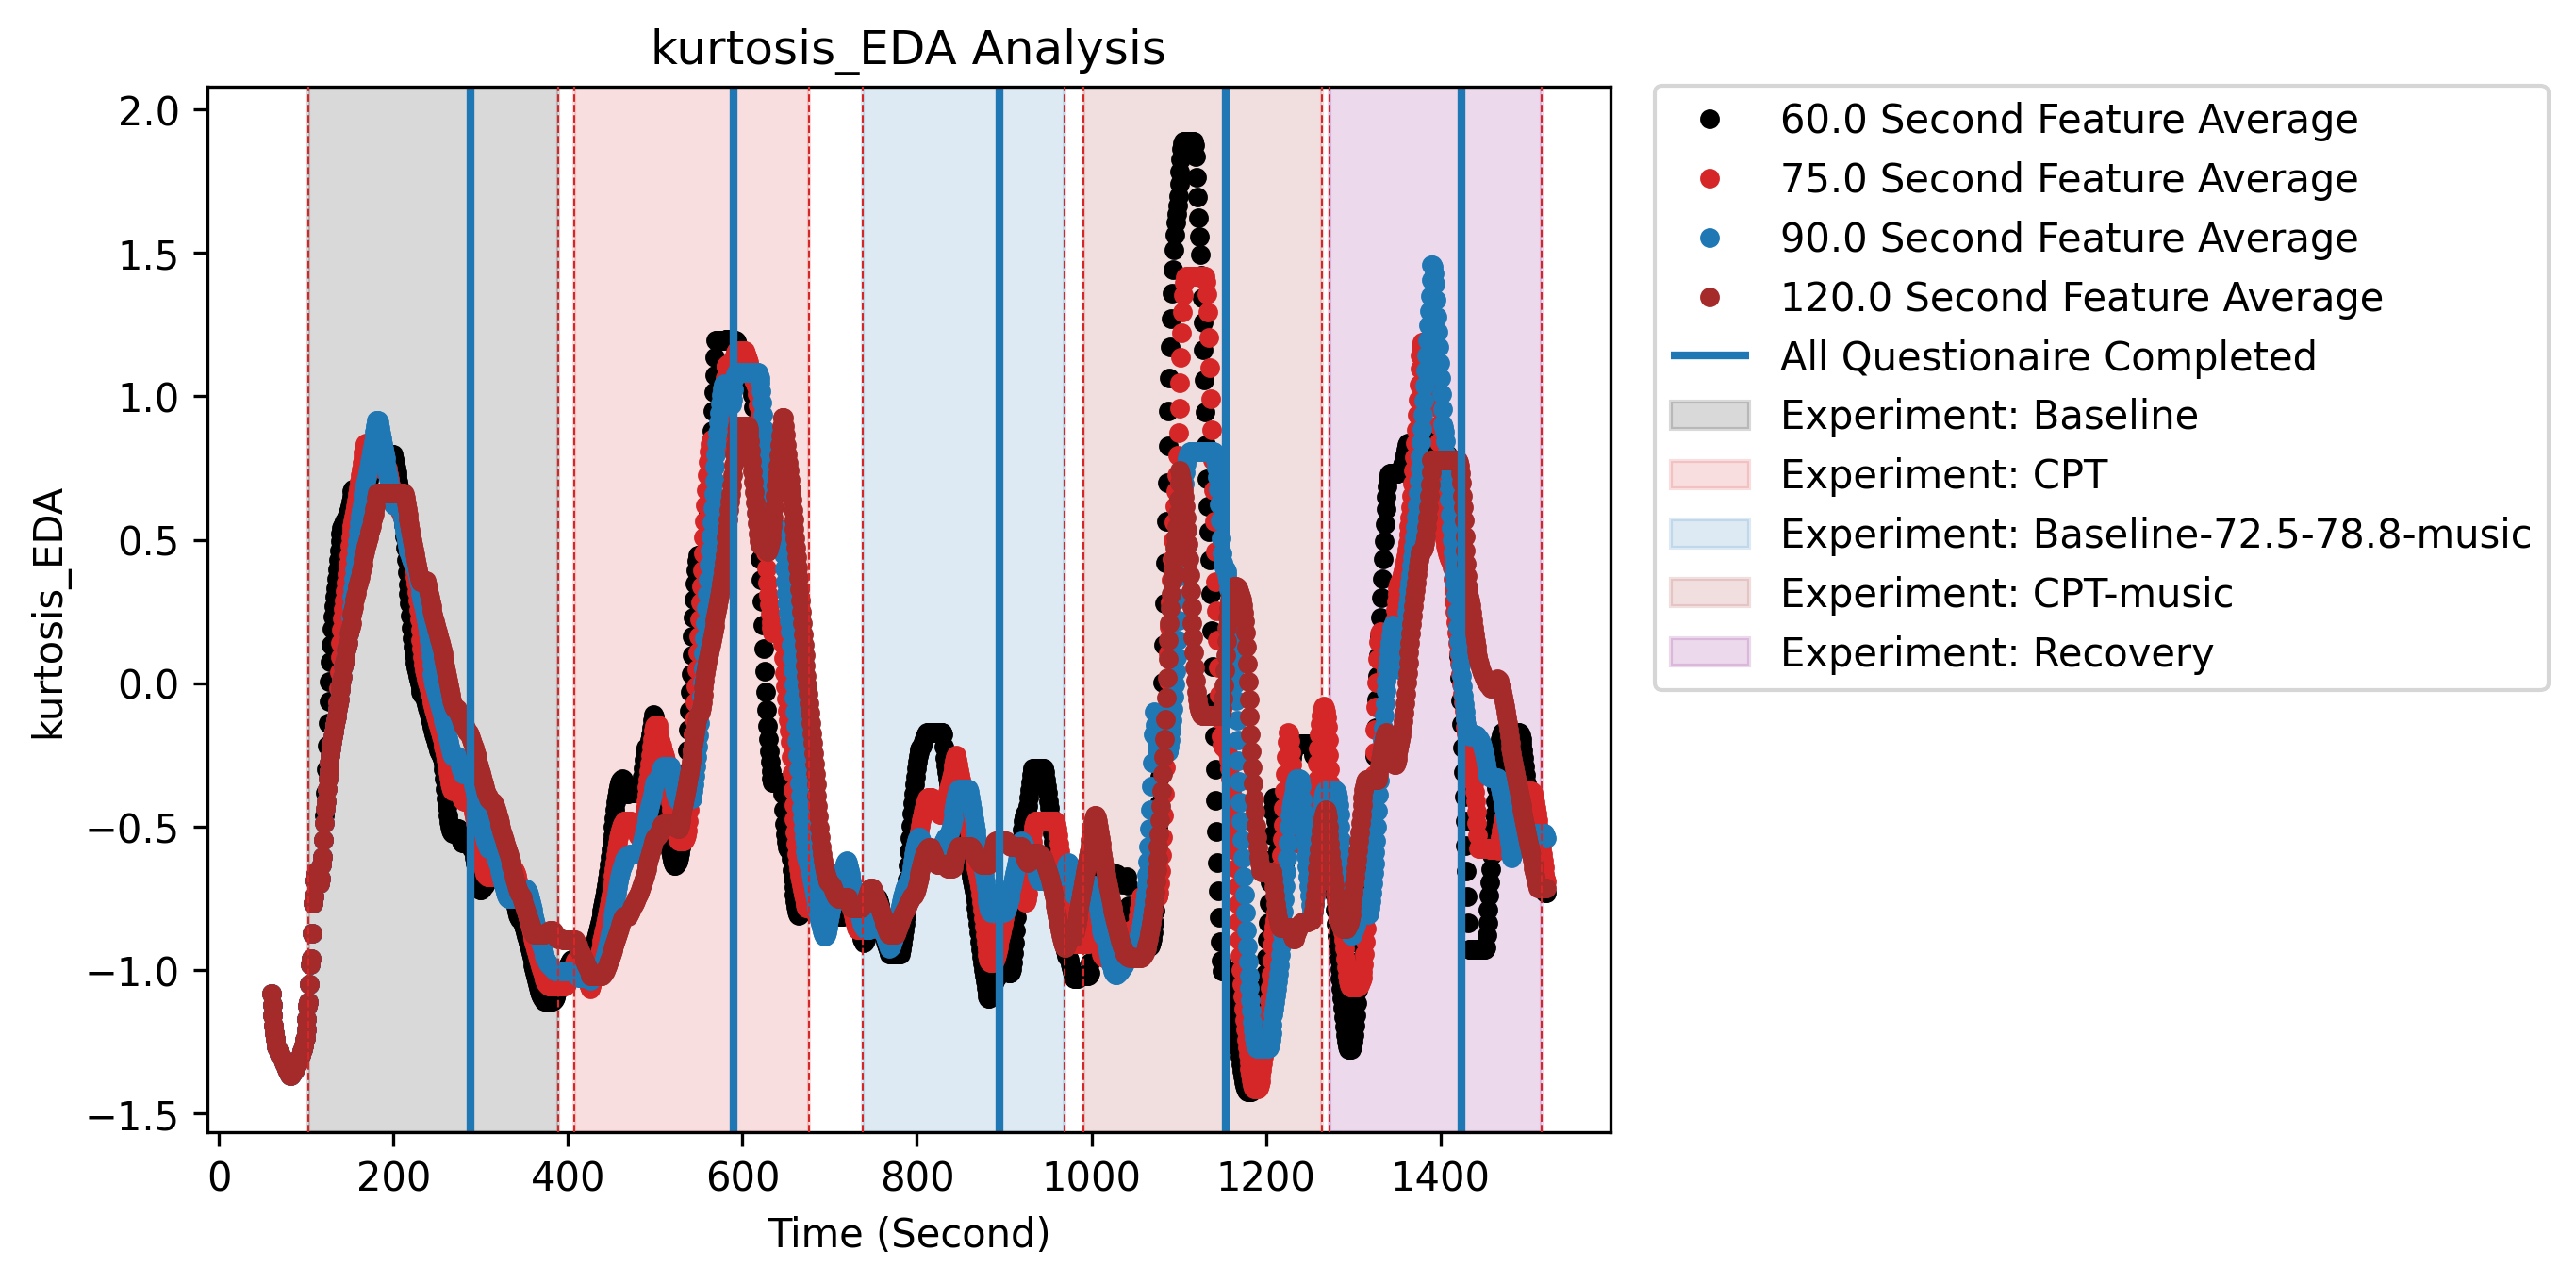 kurtosis_EDA Analysis
kurtosis_EDA
2.0
1.5
1.0
0.5
0.0
−0.5
−1.0
−1.5
0 200 400 600 800 1000 1200 1400
Time (Second)
60.0 Second Feature Average
75.0 Second Feature Average
90.0 Second Feature Average
120.0 Second Feature Average
All Questionaire Completed
Experiment: Baseline
Experiment: CPT
Experiment: Baseline-72.5-78.8-music
Experiment: CPT-music
Experiment: Recovery